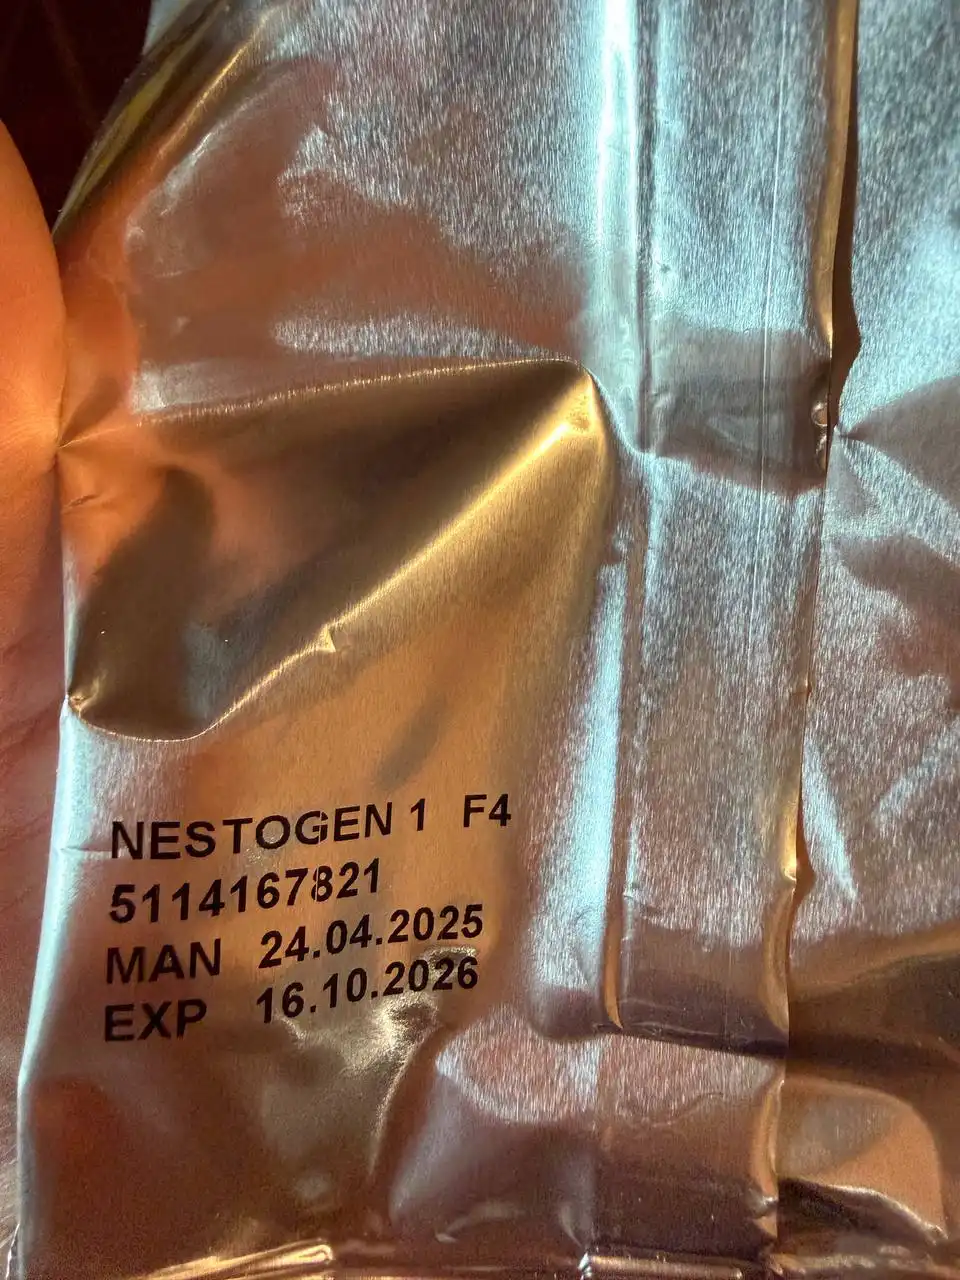 NESTOGEN 1 F4
5114167821
MAN 24.04.2025
EXP 16.10.2026